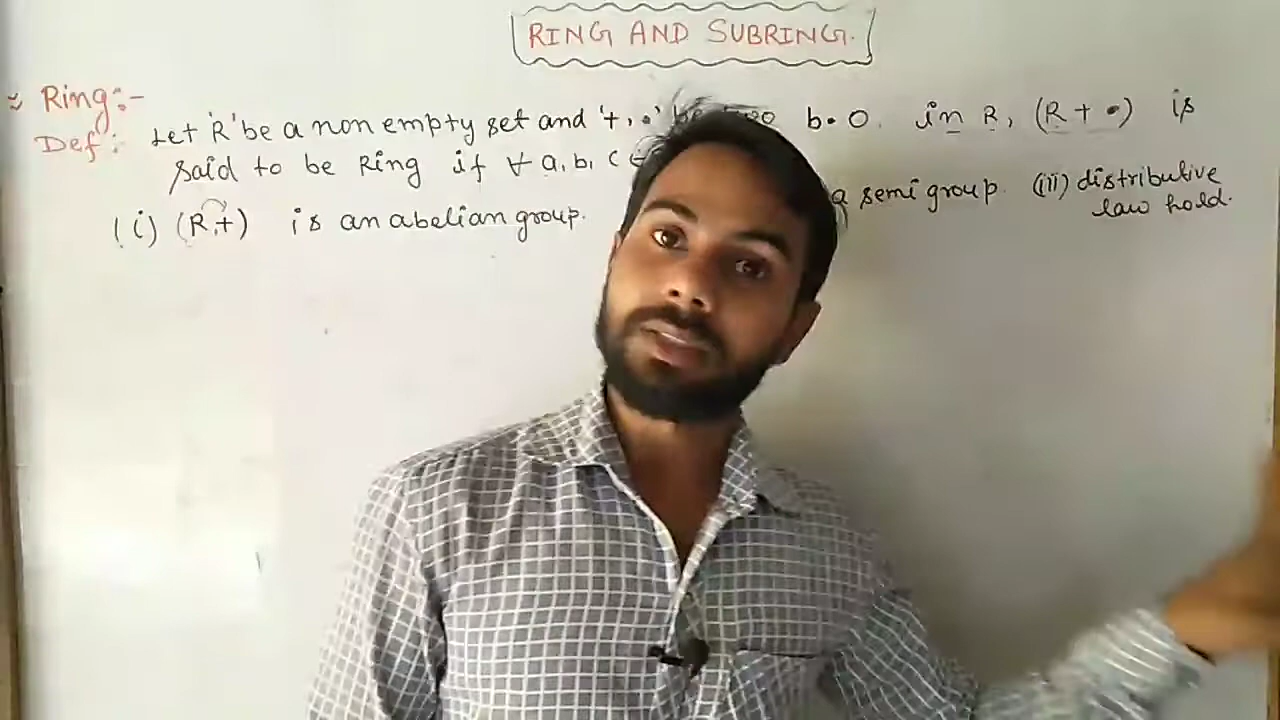 RING AND SUBRING.
Ring:-
Def: Let 'R' be a non empty set and '+, •' be b.o. in R, (R + •) is
said to be Ring if ∀ a, b, c ∈
(i) (R,+) is an abelian group. a semi group. (iii) distributive
law hold.